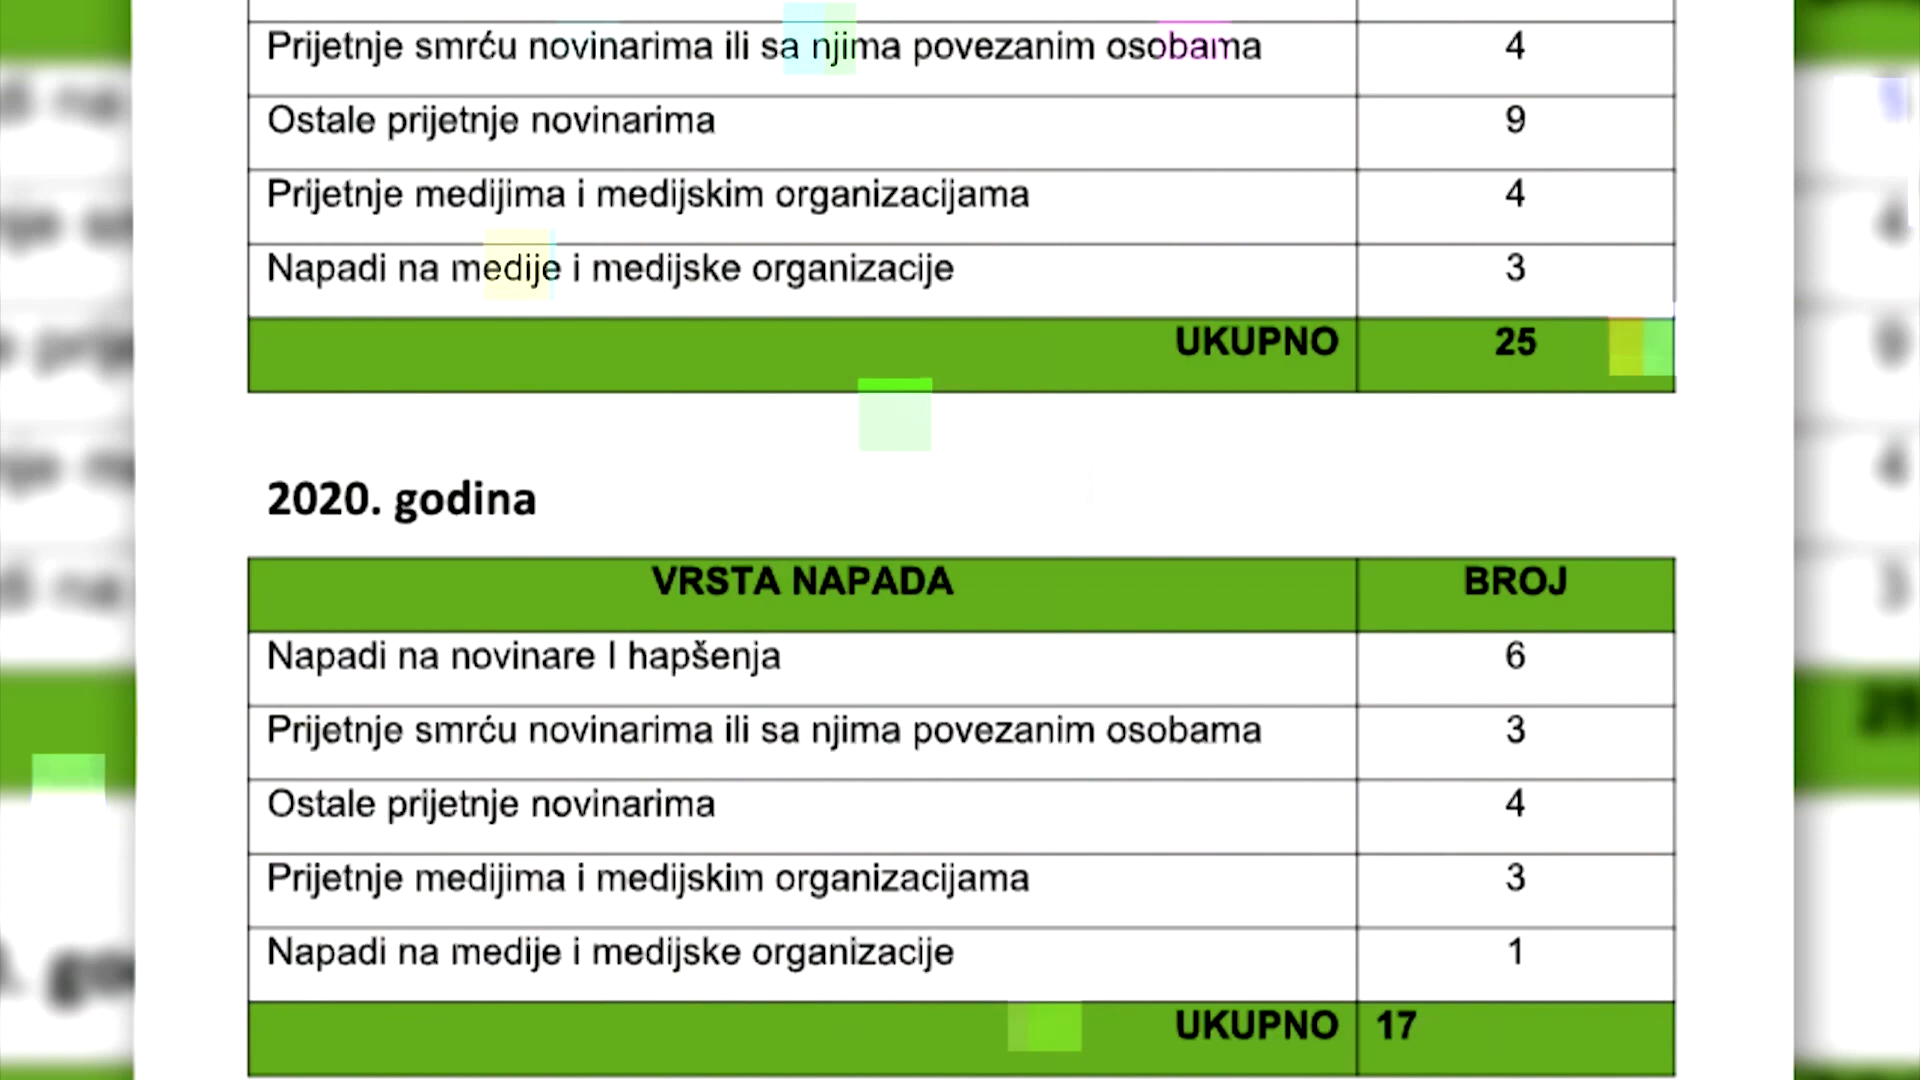 Prijetnje smrću novinarima ili sa njima povezanim osobama 4
Ostale prijetnje novinarima 9
Prijetnje medijima i medijskim organizacijama 4
Napadi na medije i medijske organizacije 3
UKUPNO 25
2020. godina
VRSTA NAPADA BROJ
Napadi na novinare I hapšenja 6
Prijetnje smrću novinarima ili sa njima povezanim osobama 3
Ostale prijetnje novinarima 4
Prijetnje medijima i medijskim organizacijama 3
Napadi na medije i medijske organizacije 1
UKUPNO 17